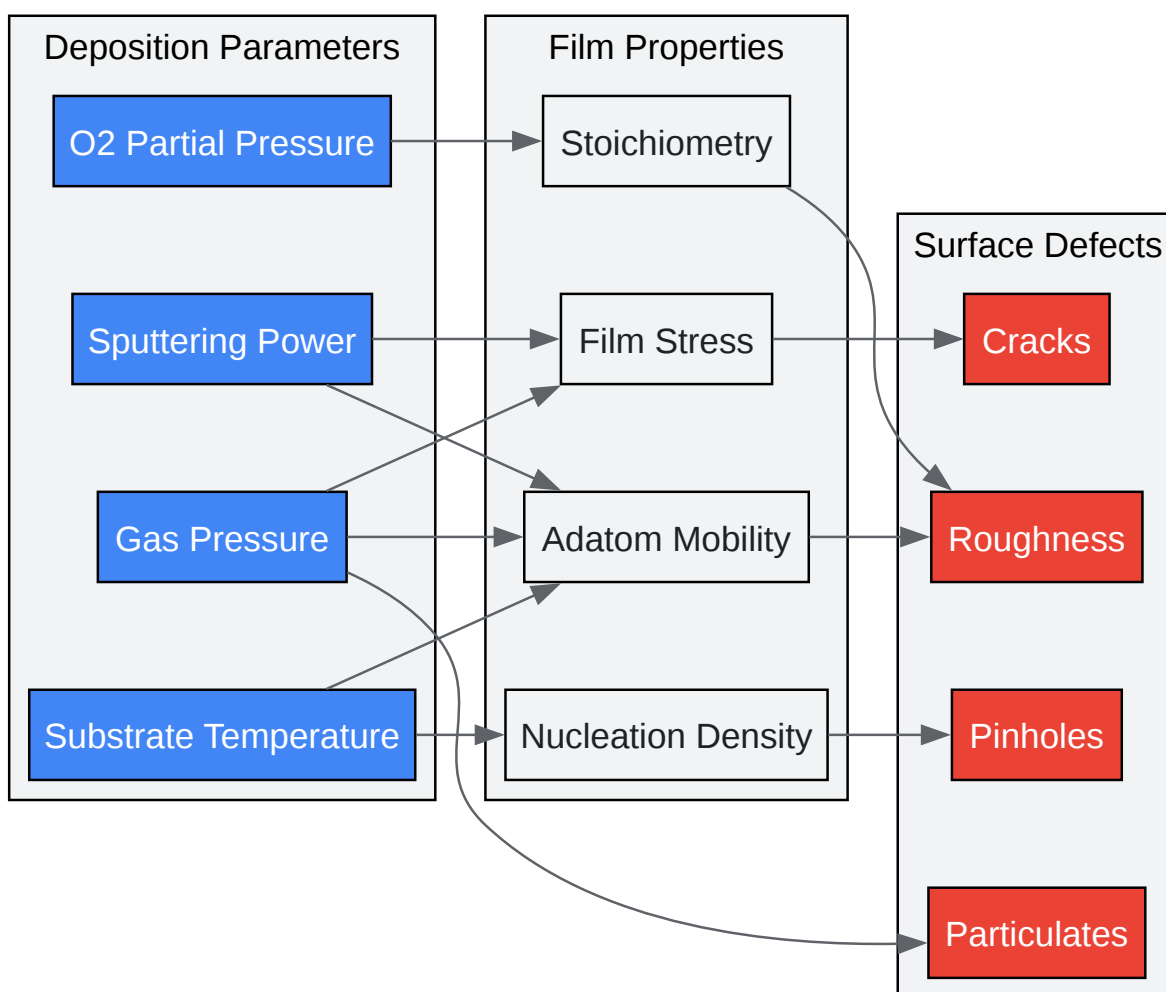 Deposition Parameters
O2 Partial Pressure
Sputtering Power
Gas Pressure
Substrate Temperature
Film Properties
Stoichiometry
Film Stress
Adatom Mobility
Nucleation Density
Surface Defects
Cracks
Roughness
Pinholes
Particulates